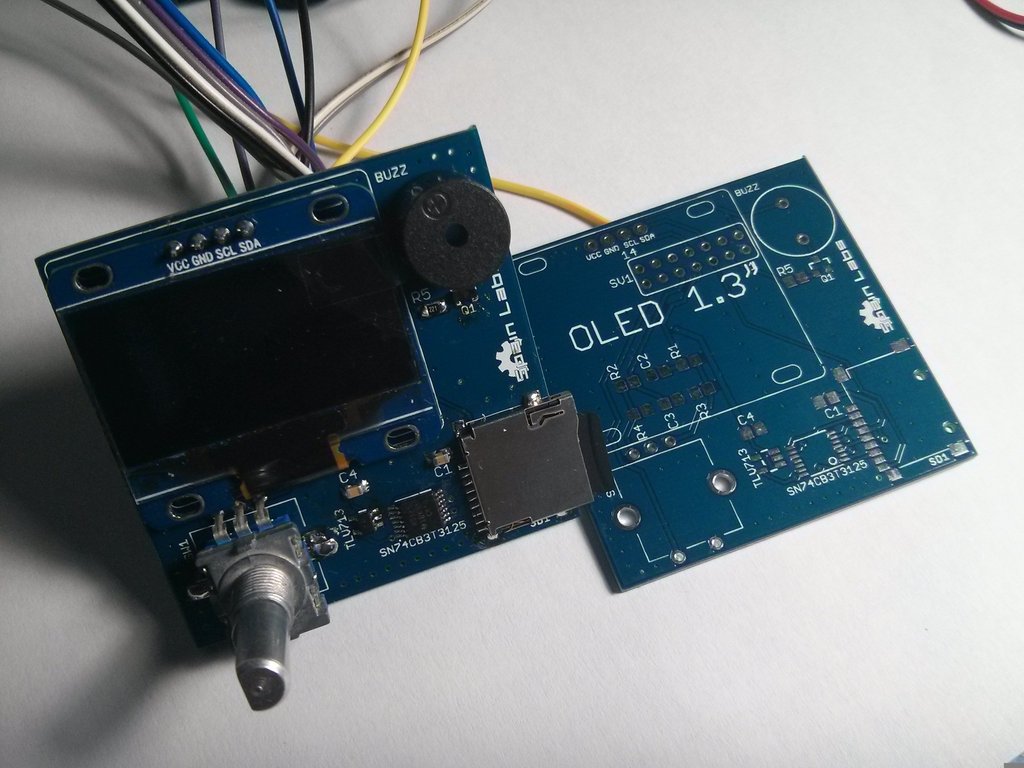 BUZZ
VCC GND SCL SDA
R5
Q1
C4
C1
TLV713
SN74CB3T3125
BUZZ
VCC GND SCL SDA
14
SV1
OLED 1.3"
R5
Q1
R2
C2
R1
R4
C3
R3
C4
C1
TLV713
SN74CB3T3125
SD1